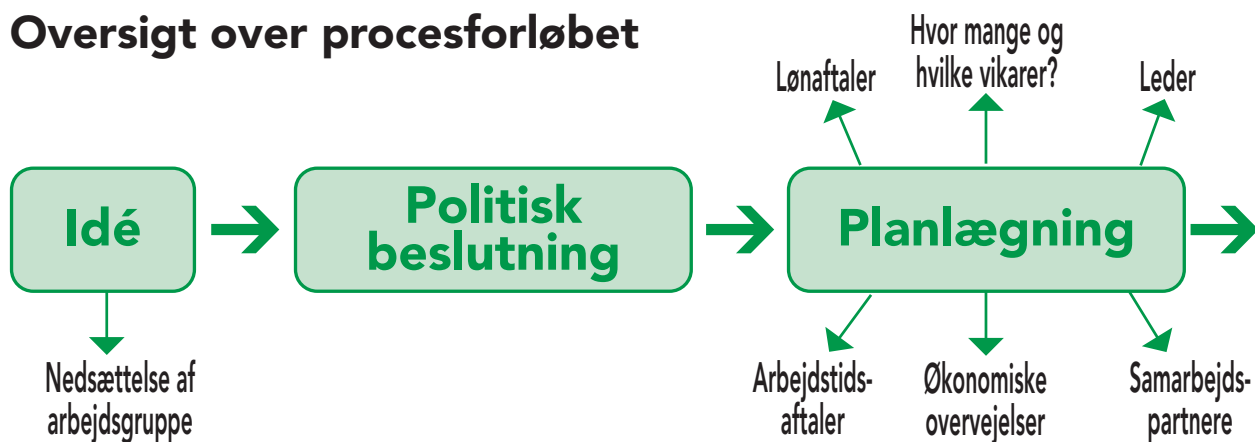 Oversigt over procesforløbet
Lønaftaler
Hvor mange og
hvilke vikarer?
Leder
Idé
Politisk
beslutning
Planlægning
Nedsættelse af
arbejdsgruppe
Arbejdstids-
aftaler
Økonomiske
overvejelser
Samarbejds-
partnere